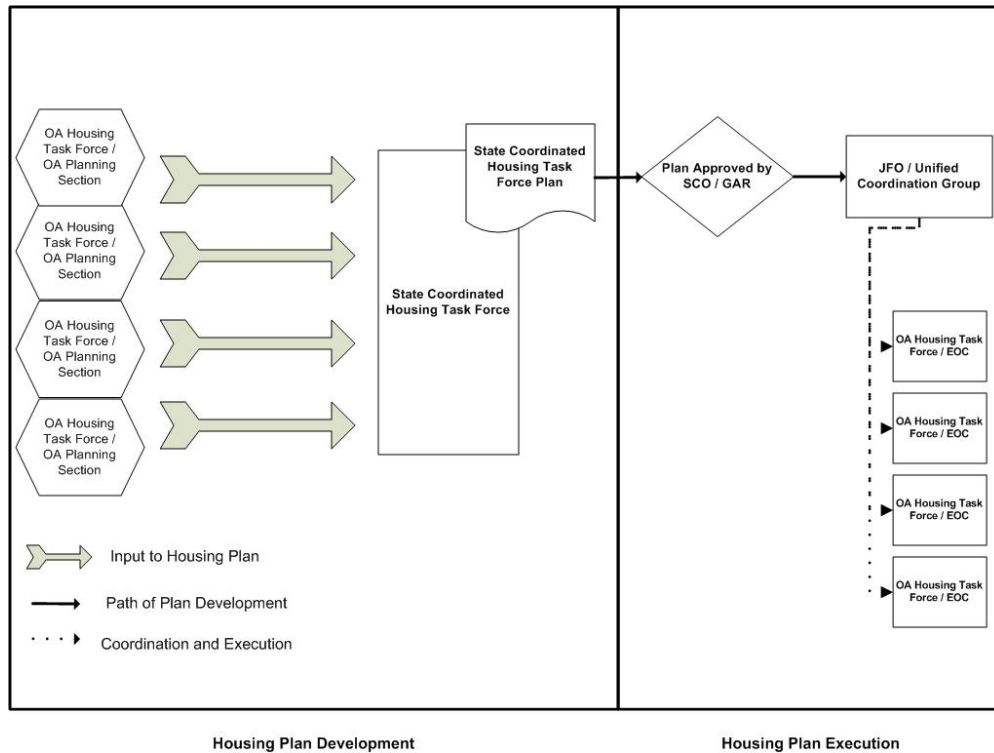 OA Housing
Task Force /
OA Planning
Section
OA Housing
Task Force /
OA Planning
Section
OA Housing
Task Force /
OA Planning
Section
OA Housing
Task Force /
OA Planning
Section
State Coordinated
Housing Task
Force Plan
State Coordinated
Housing Task Force
Plan Approved by
SCO / GAR
JFO / Unified
Coordination Group
OA Housing Task
Force / EOC
OA Housing Task
Force / EOC
OA Housing Task
Force / EOC
OA Housing Task
Force / EOC
Input to Housing Plan
Path of Plan Development
Coordination and Execution
Housing Plan Development
Housing Plan Execution